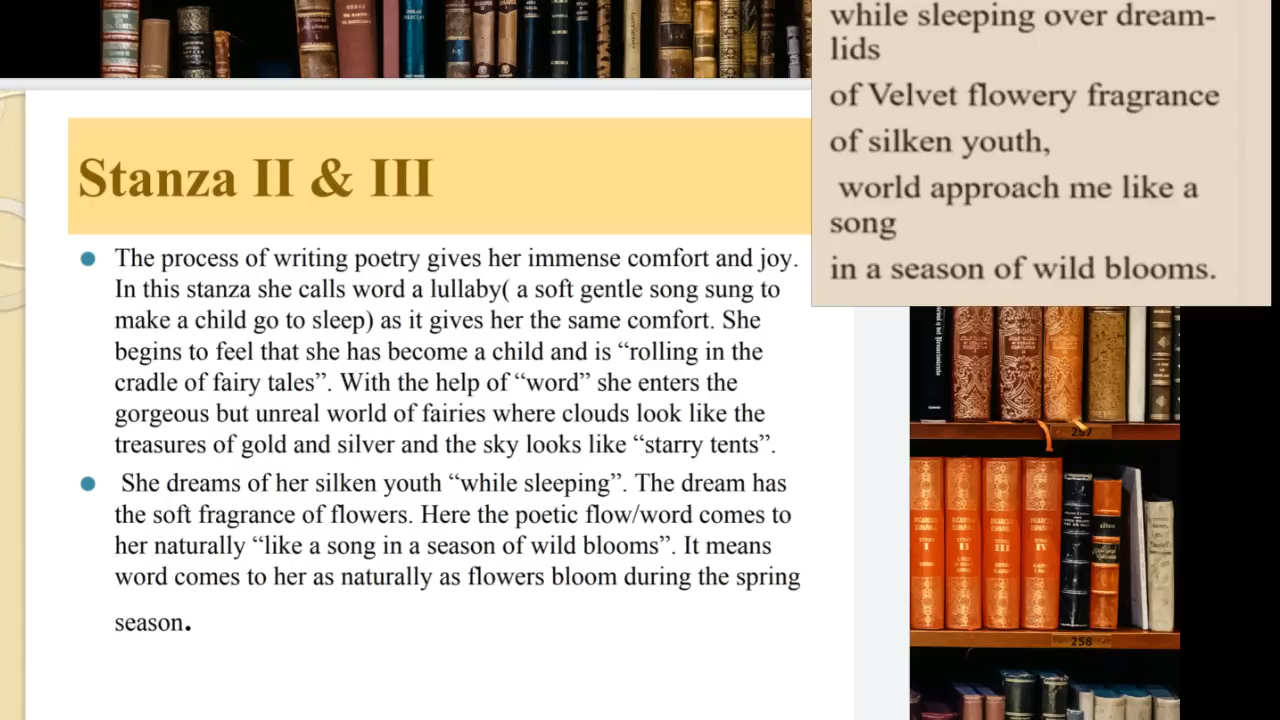 while sleeping over dream-
lids
of Velvet flowery fragrance
of silken youth,
world approach me like a
song
in a season of wild blooms.
Stanza II & III
The process of writing poetry gives her immense comfort and joy.
In this stanza she calls word a lullaby( a soft gentle song sung to
make a child go to sleep) as it gives her the same comfort. She
begins to feel that she has become a child and is “rolling in the
cradle of fairy tales”. With the help of “word” she enters the
gorgeous but unreal world of fairies where clouds look like the
treasures of gold and silver and the sky looks like “starry tents”.
She dreams of her silken youth “while sleeping”. The dream has
the soft fragrance of flowers. Here the poetic flow/word comes to
her naturally “like a song in a season of wild blooms”. It means
word comes to her as naturally as flowers bloom during the spring
season.
257
I
II
III
IV
258